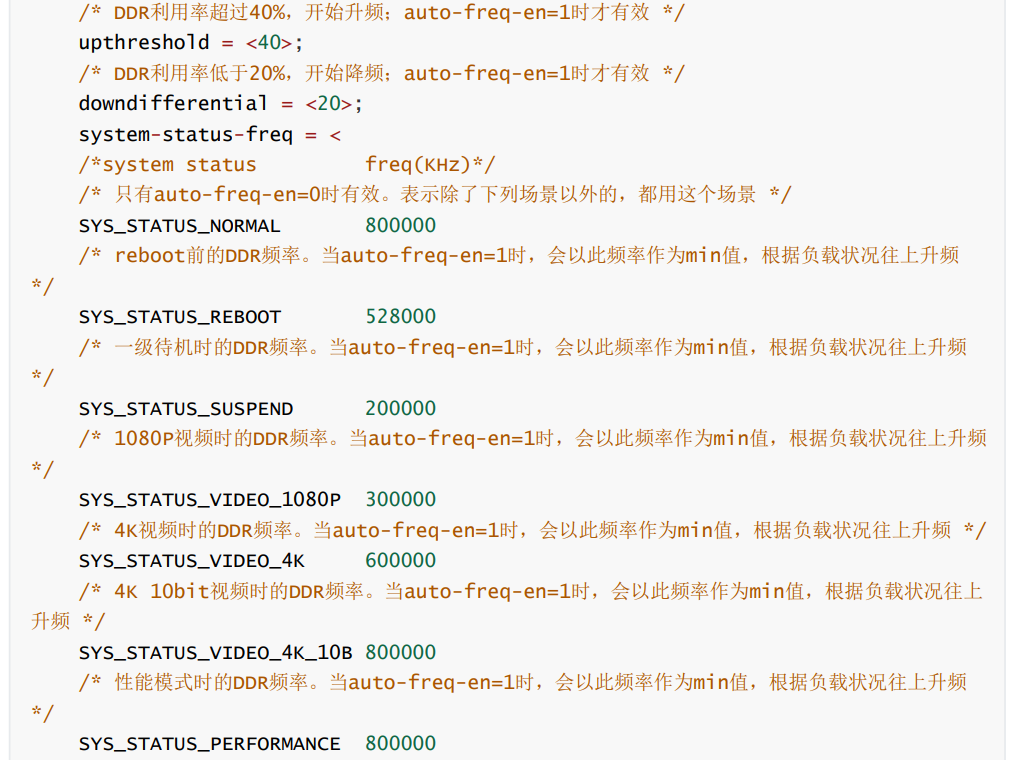 /* DDR利用率超过40%，开始升频；auto-freq-en=1时才有效 */
upthreshold = <40>;
/* DDR利用率低于20%，开始降频；auto-freq-en=1时才有效 */
downdifferential = <20>;
system-status-freq = <
/*system status freq(KHz)*/
/* 只有auto-freq-en=0时有效。表示除了下列场景以外的，都用这个场景 */
SYS_STATUS_NORMAL 800000
/* reboot前的DDR频率。当auto-freq-en=1时，会以此频率作为min值，根据负载状况往上升频
*/
SYS_STATUS_REBOOT 528000
/* 一级待机时的DDR频率。当auto-freq-en=1时，会以此频率作为min值，根据负载状况往上升频
*/
SYS_STATUS_SUSPEND 200000
/* 1080P视频时的DDR频率。当auto-freq-en=1时，会以此频率作为min值，根据负载状况往上升频
*/
SYS_STATUS_VIDEO_1080P 300000
/* 4K视频时的DDR频率。当auto-freq-en=1时，会以此频率作为min值，根据负载状况往上升频 */
SYS_STATUS_VIDEO_4K 600000
/* 4K 10bit视频时的DDR频率。当auto-freq-en=1时，会以此频率作为min值，根据负载状况往上
升频 */
SYS_STATUS_VIDEO_4K_10B 800000
/* 性能模式时的DDR频率。当auto-freq-en=1时，会以此频率作为min值，根据负载状况往上升频
*/
SYS_STATUS_PERFORMANCE 800000